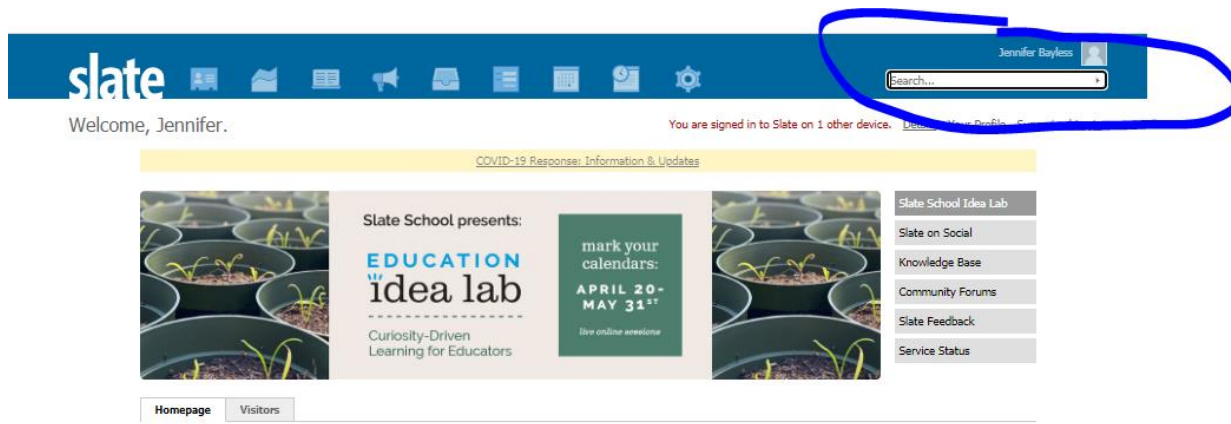 Jennifer Bayless
slate
Search...
Welcome, Jennifer.
You are signed in to Slate on 1 other device.
COVID-19 Response: Information & Updates
Slate School presents:
EDUCATION
idea lab
Curiosity-Driven
Learning for Educators
mark your
calendars:
APRIL 20-
MAY 31ST
live online sessions
Slate School Idea Lab
Slate on Social
Knowledge Base
Community Forums
Slate Feedback
Service Status
Homepage
Visitors